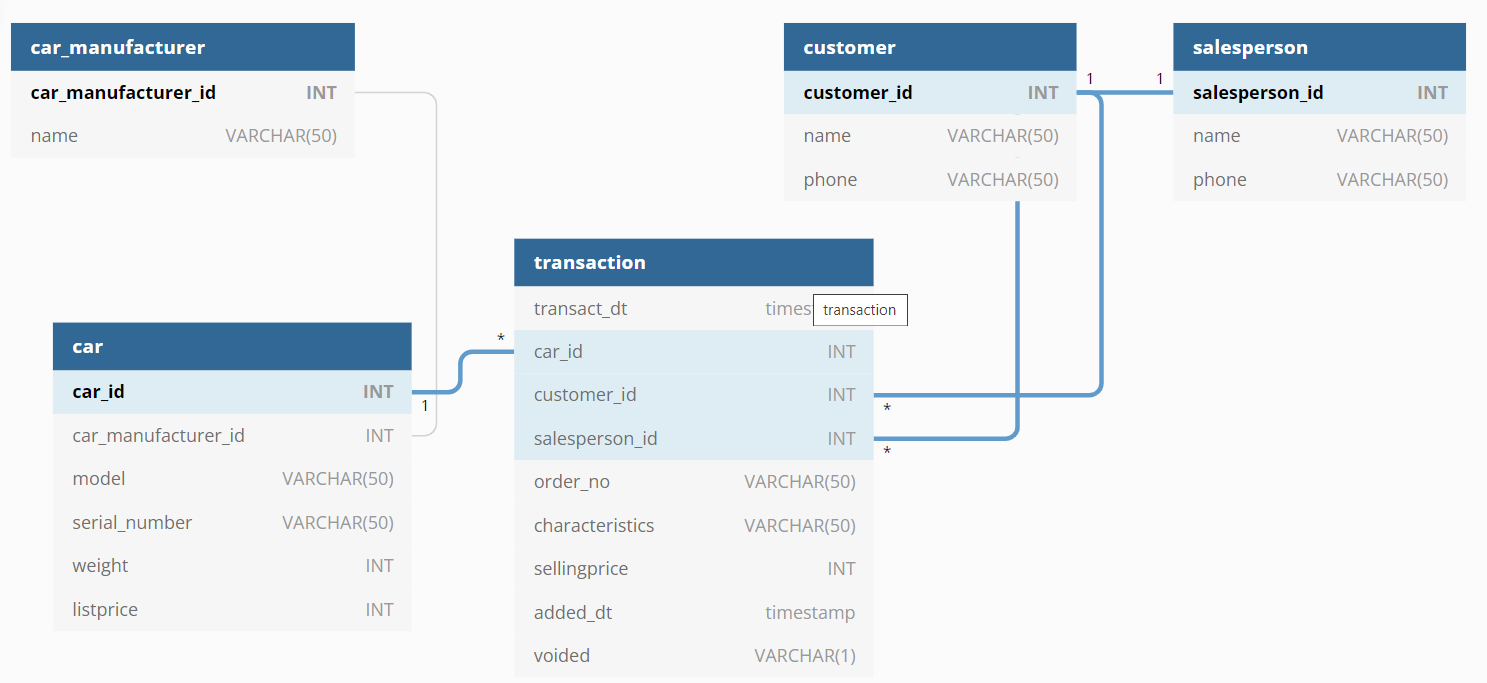 car_manufacturer
car_manufacturer_id INT
name VARCHAR(50)
customer
customer_id INT
name VARCHAR(50)
phone VARCHAR(50)
1
1
salesperson
salesperson_id INT
name VARCHAR(50)
phone VARCHAR(50)
car
car_id INT
car_manufacturer_id INT
model VARCHAR(50)
serial_number VARCHAR(50)
weight INT
listprice INT
1
*
transaction
transact_dt times
transaction
car_id INT
customer_id INT
*
salesperson_id INT
*
order_no VARCHAR(50)
characteristics VARCHAR(50)
sellingprice INT
added_dt timestamp
voided VARCHAR(1)